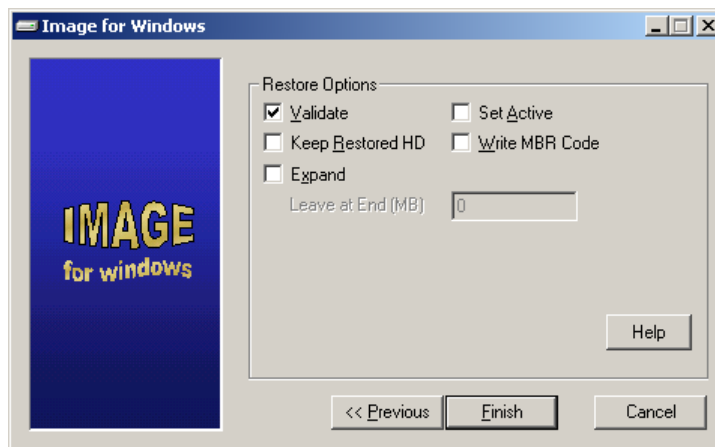 Image for Windows
IMAGE
for windows
Restore Options
Validate
Set Active
Keep Restored HD
Write MBR Code
Expand
Leave at End (MB)
0
Help
<< Previous
Finish
Cancel